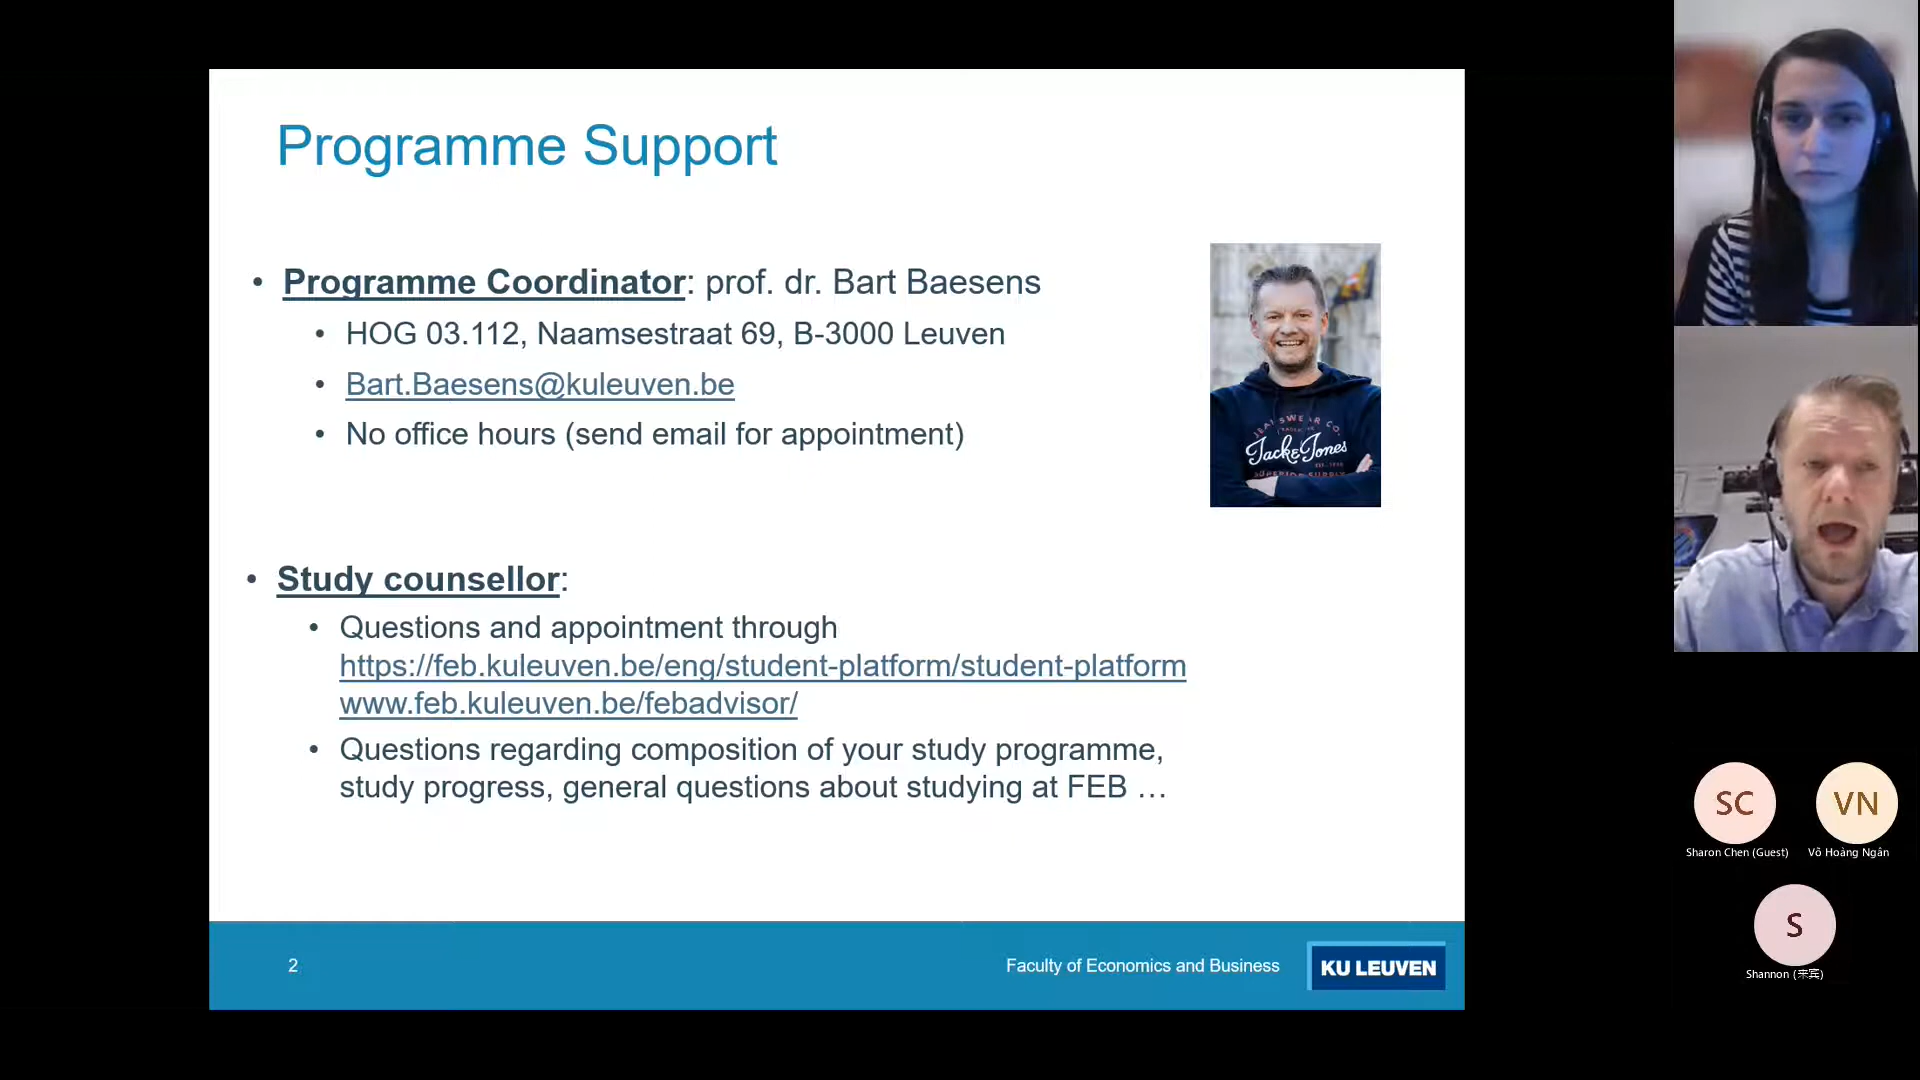 Programme Support
• Programme Coordinator: prof. dr. Bart Baesens
• HOG 03.112, Naamsestraat 69, B-3000 Leuven
• Bart.Baesens@kuleuven.be
• No office hours (send email for appointment)
Jack & Jones
• Study counsellor:
• Questions and appointment through
https://feb.kuleuven.be/eng/student-platform/student-platform
www.feb.kuleuven.be/febadvisor/
• Questions regarding composition of your study programme,
study progress, general questions about studying at FEB …
2
Faculty of Economics and Business
KU LEUVEN
SC
VN
Sharon Chen (Guest)
Võ Hoàng Ngân
S
Shannon (来宾)